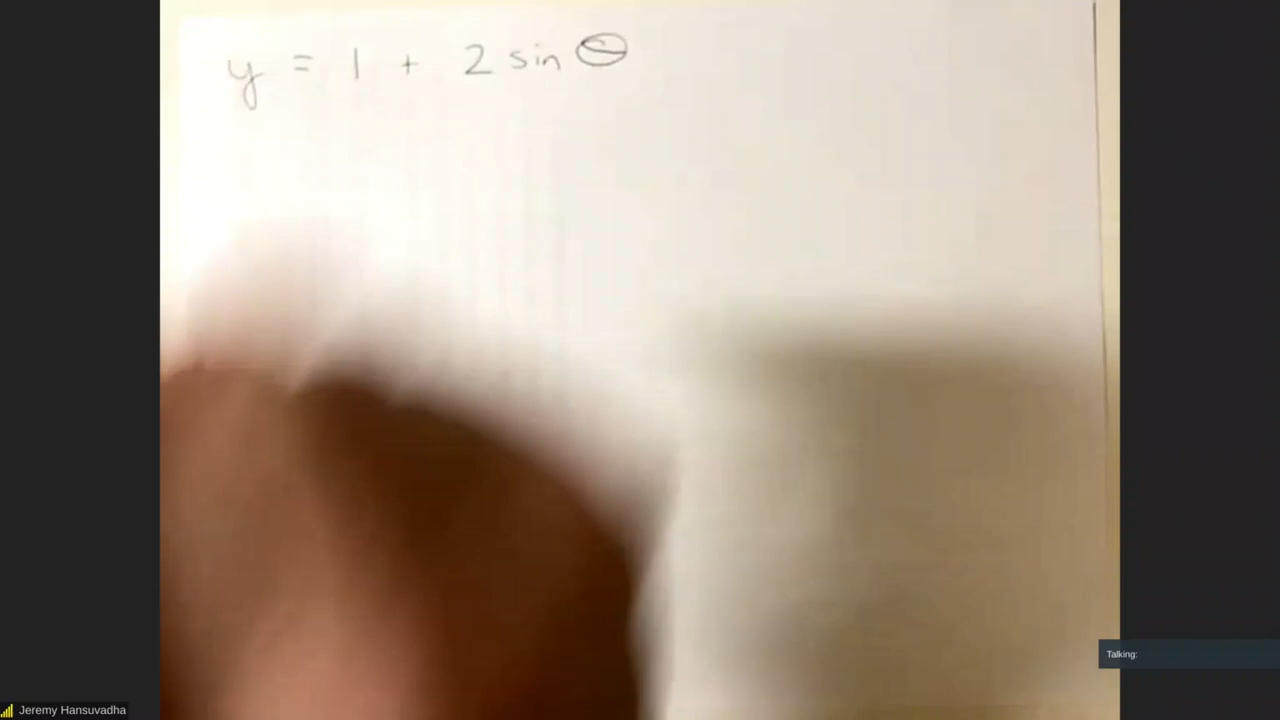 y = 1 + 2 sin θ
Talking:
Jeremy Hansuvadha